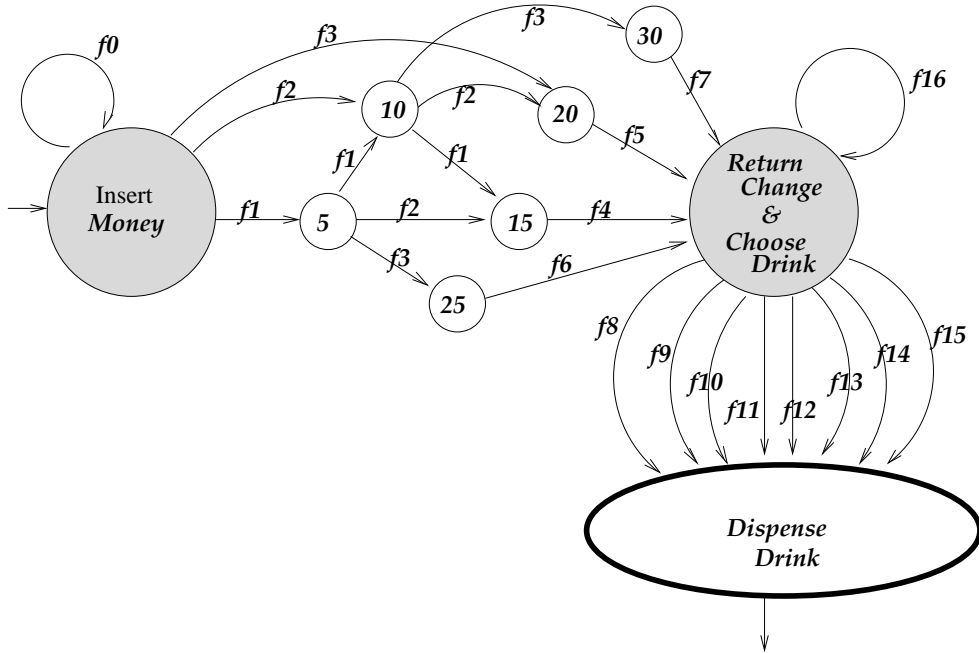 f0
f3
f3
30
f2
10
f2
20
f7
f16
f5
f1
f1
Insert
Money
Return
Change
&
Choose
Drink
f1
5
f2
15
f4
f3
25
f6
f8
f9
f10
f11
f12
f13
f14
f15
Dispense
Drink